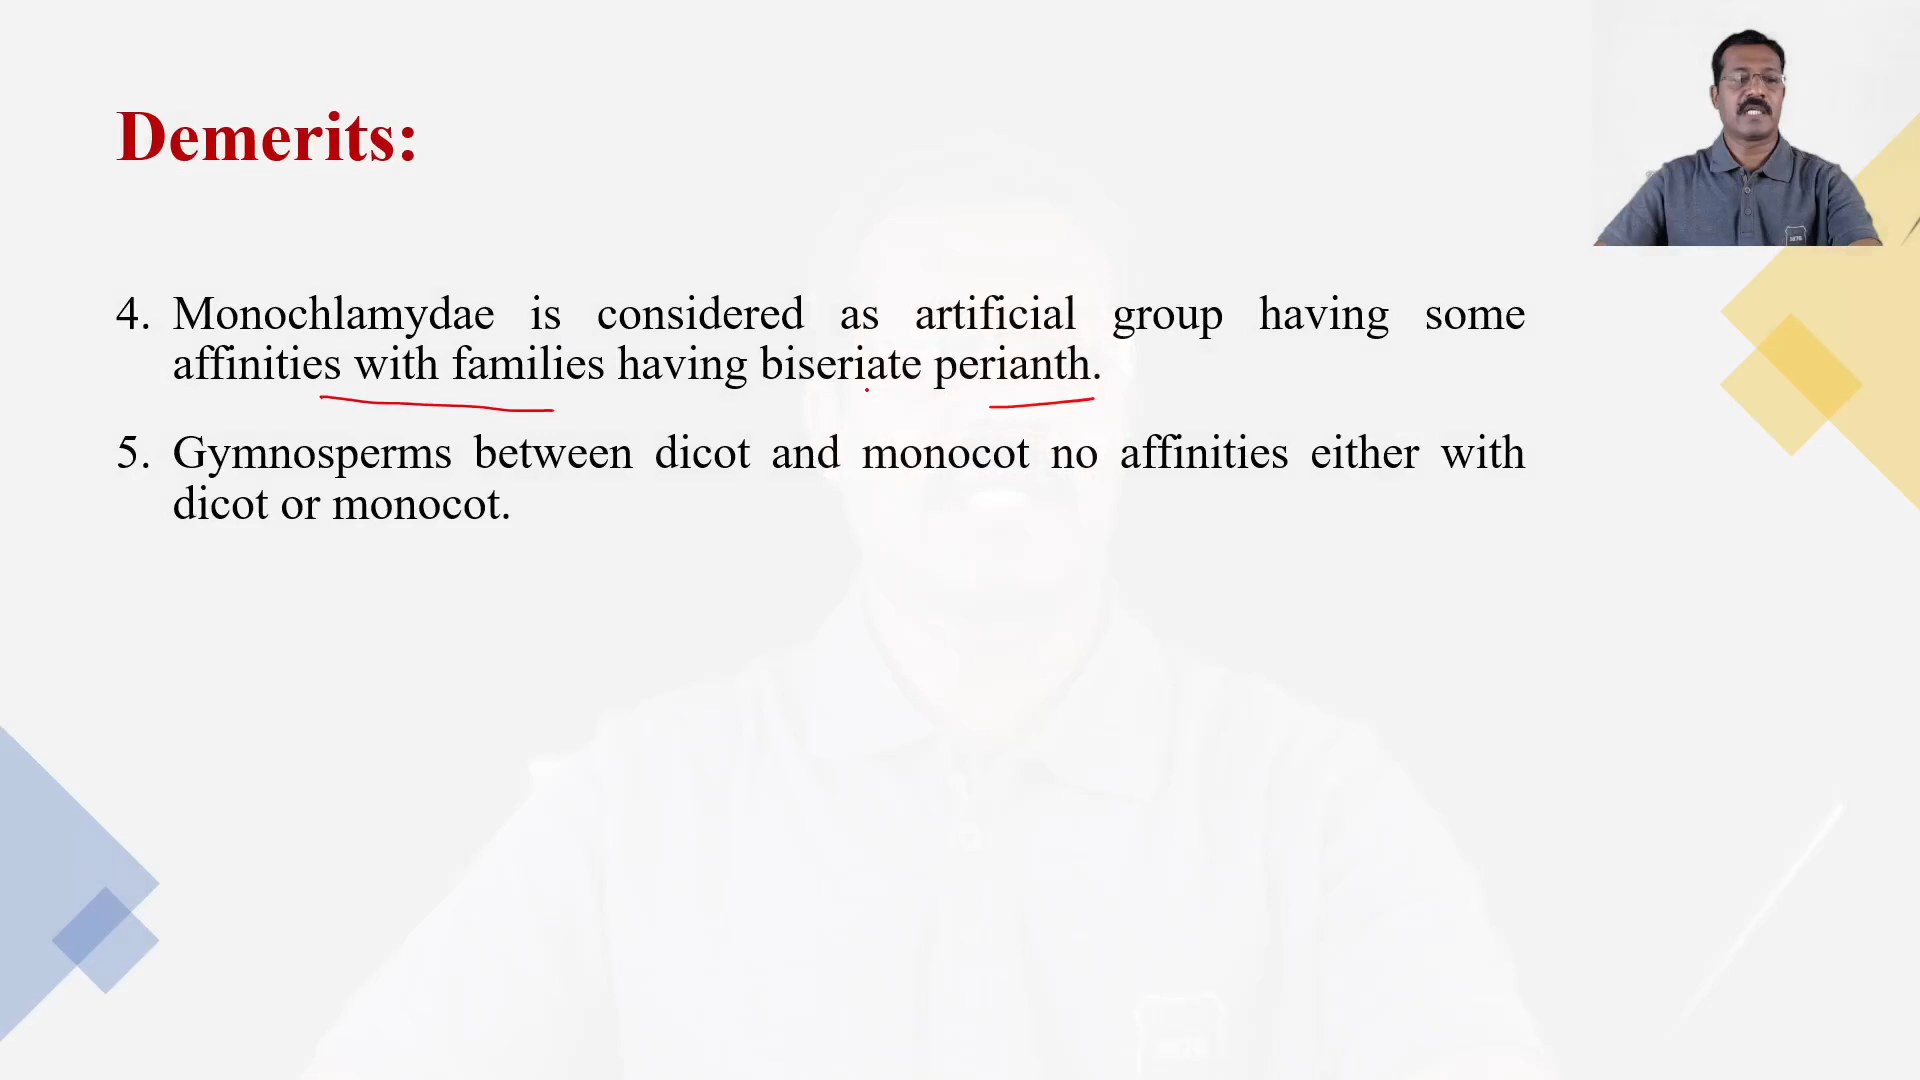 Demerits:
4. Monochlamydae is considered as artificial group having some
affinities with families having biseriate perianth.
5. Gymnosperms between dicot and monocot no affinities either with
dicot or monocot.